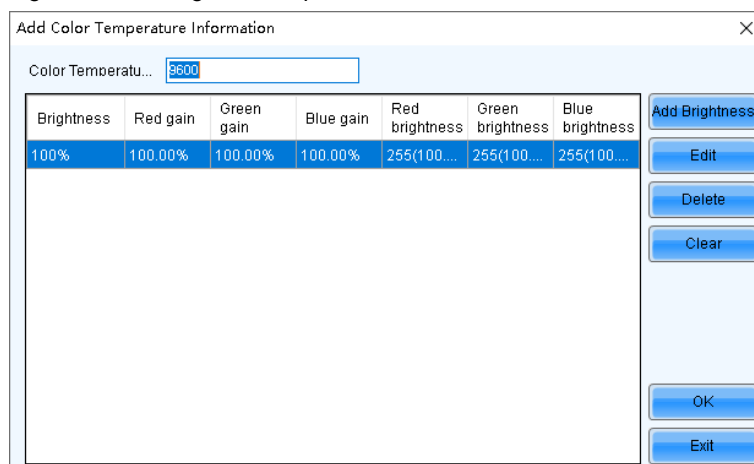 Add Color Temperature Information
Color Temperatu... 9600
Brightness Red gain Green gain Blue gain Red brightness Green brightness Blue brightness
100% 100.00% 100.00% 100.00% 255(100.... 255(100.... 255(100....
Add Brightness
Edit
Delete
Clear
OK
Exit